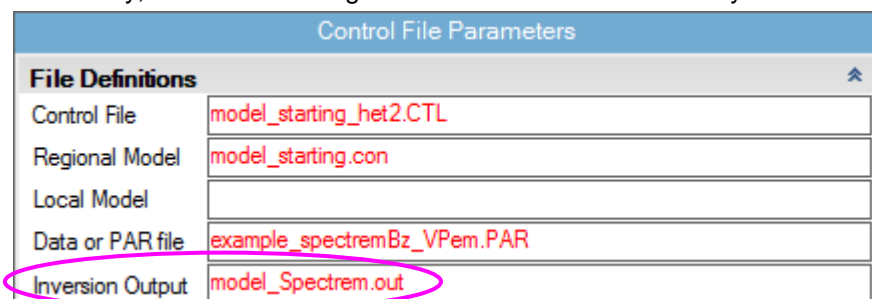 Control File Parameters
File Definitions
Control File model_starting_het2.CTL
Regional Model model_starting.con
Local Model
Data or PAR file example_spectremBz_VPem.PAR
Inversion Output model_Spectrem.out